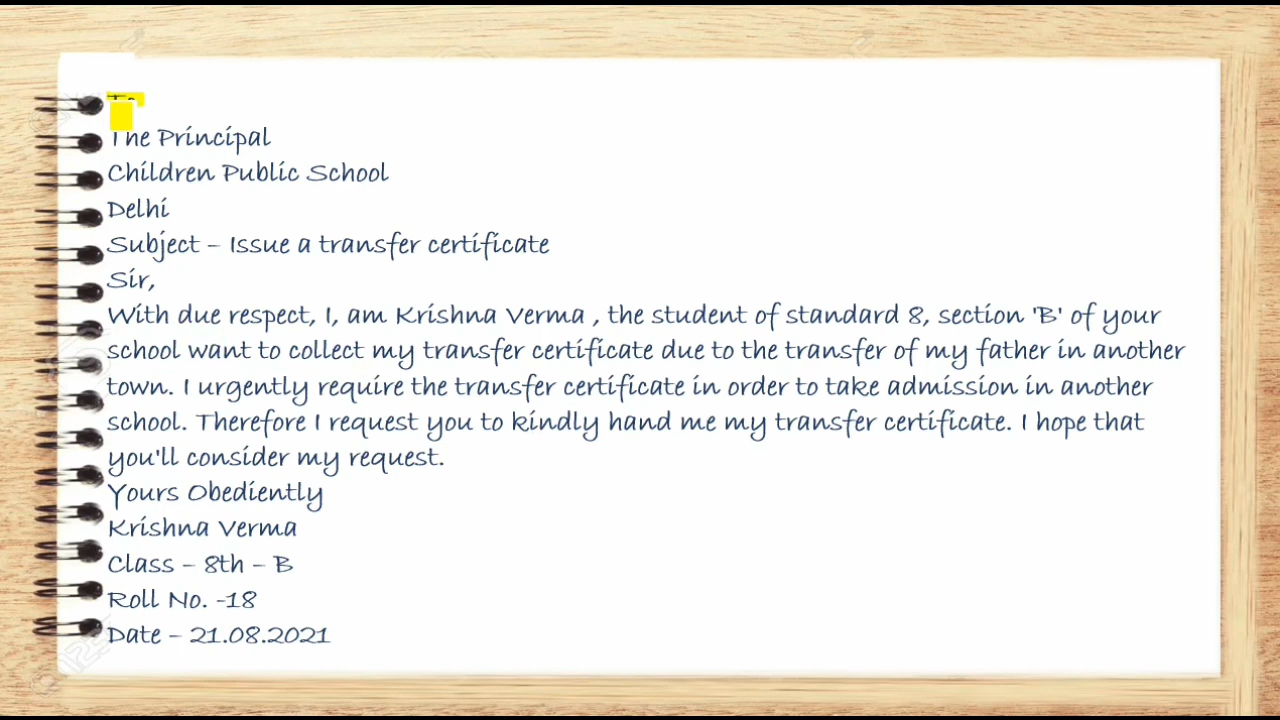 The Principal
Children Public School
Delhi
Subject – Issue a transfer certificate
Sir,
With due respect, I, am Krishna Verma , the student of standard 8, section 'B' of your
school want to collect my transfer certificate due to the transfer of my father in another
town. I urgently require the transfer certificate in order to take admission in another
school. Therefore I request you to kindly hand me my transfer certificate. I hope that
you'll consider my request.
Yours Obediently
Krishna Verma
Class – 8th – B
Roll No. -18
Date – 21.08.2021